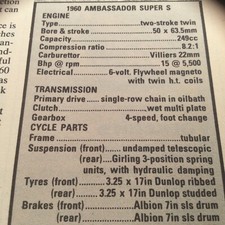 1960 AMBASSADOR SUPER S
ENGINE
Type......................two-stroke twin
Bore & stroke............50 x 63.5mm
Capacity............................249cc
Compression ratio................8.2:1
Carburettor...............Villiers 22mm
Bhp @ rpm.................15 @ 5,500
Electrical..........6-volt, Flywheel magneto
with twin h.t. coils
TRANSMISSION
Primary drive......single-row chain in oilbath
Clutch......................wet multi plate
Gearbox..............4-speed, foot change
CYCLE PARTS
Frame................................tubular
Suspension (front)......undamped telescopic
(rear)....Girling 3-position spring
units, with hydraulic damping
Tyres (front)......3.25 x 17in Dunlop ribbed
(rear)......3.25 x 17in Dunlop studded
Brakes (front)............Albion 7in sls drum
(rear)............Albion 7in sls drum